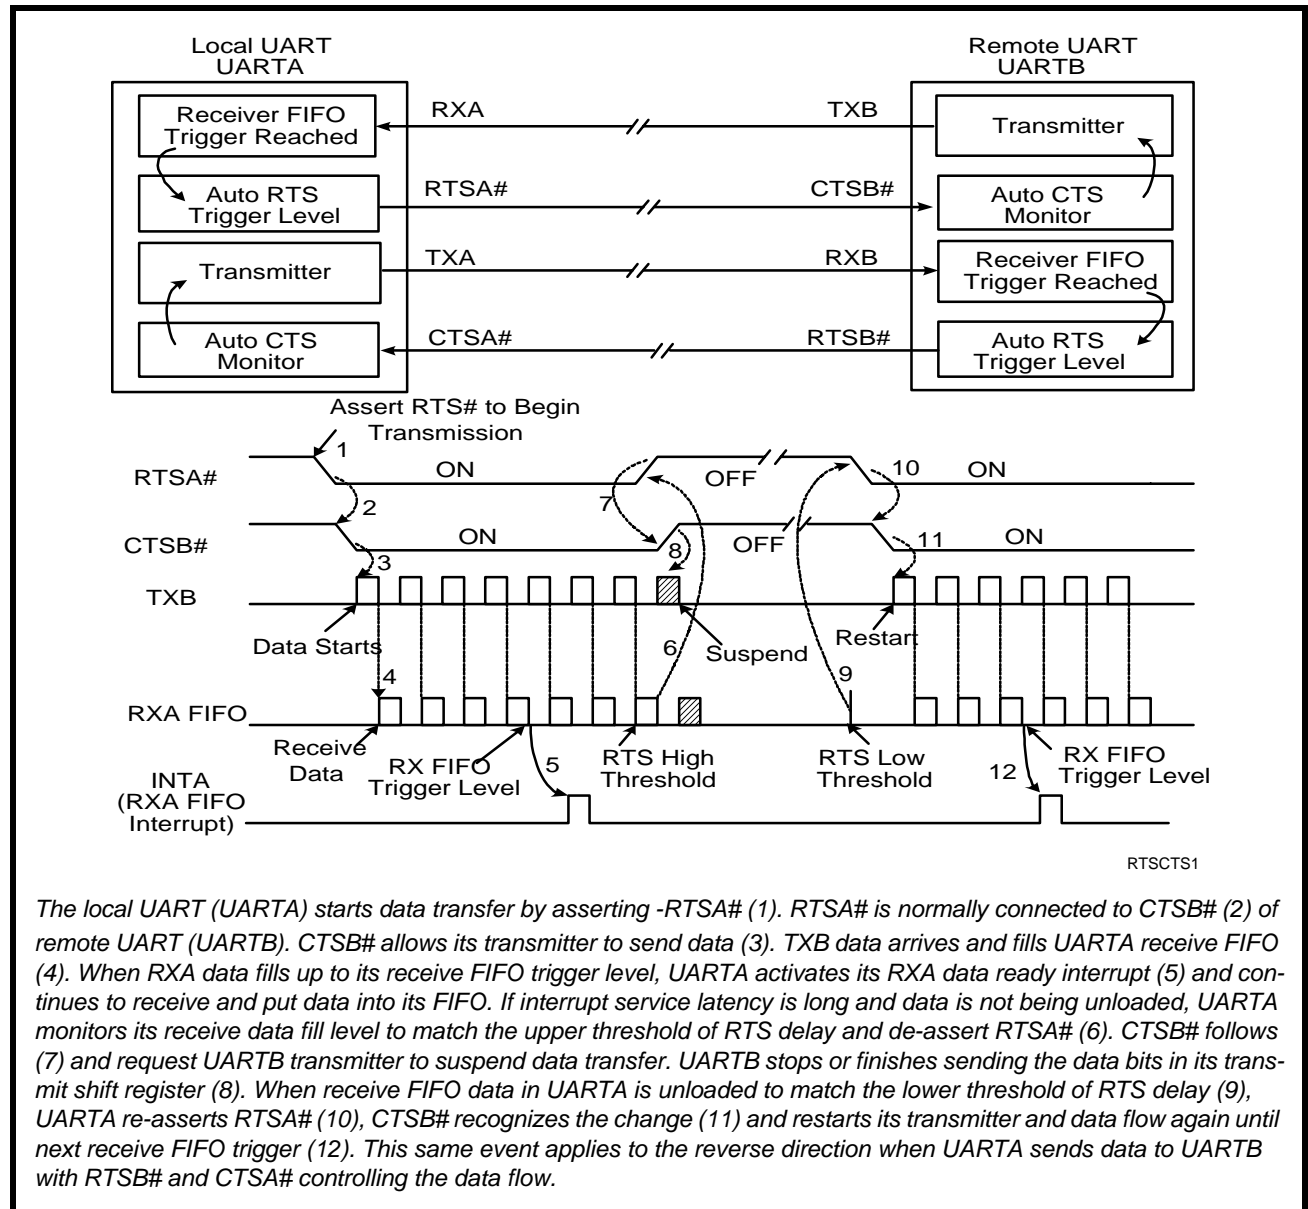 Local UART
UARTA
Remote UART
UARTB
Receiver FIFO
Trigger Reached
RXA
TXB
Transmitter
Auto RTS
Trigger Level
RTSA#
CTSB#
Auto CTS
Monitor
Transmitter
TXA
RXB
Receiver FIFO
Trigger Reached
Auto CTS
Monitor
CTSA#
RTSB#
Auto RTS
Trigger Level
Assert RTS# to Begin
Transmission
1
RTSA#
ON
OFF
10
ON
2
7
CTSB#
ON
8
OFF
11
ON
3
TXB
Data Starts
6
Suspend
Restart
4
9
RXA FIFO
Receive
Data
RX FIFO
Trigger Level
5
RTS High
Threshold
RTS Low
Threshold
12
RX FIFO
Trigger Level
INTA
(RXA FIFO
Interrupt)
RTSCTS1
The local UART (UARTA) starts data transfer by asserting -RTSA# (1). RTSA# is normally connected to CTSB# (2) of
remote UART (UARTB). CTSB# allows its transmitter to send data (3). TXB data arrives and fills UARTA receive FIFO
(4). When RXA data fills up to its receive FIFO trigger level, UARTA activates its RXA data ready interrupt (5) and con-
tinues to receive and put data into its FIFO. If interrupt service latency is long and data is not being unloaded, UARTA
monitors its receive data fill level to match the upper threshold of RTS delay and de-assert RTSA# (6). CTSB# follows
(7) and request UARTB transmitter to suspend data transfer. UARTB stops or finishes sending the data bits in its trans-
mit shift register (8). When receive FIFO data in UARTA is unloaded to match the lower threshold of RTS delay (9),
UARTA re-asserts RTSA# (10), CTSB# recognizes the change (11) and restarts its transmitter and data flow again until
next receive FIFO trigger (12). This same event applies to the reverse direction when UARTA sends data to UARTB
with RTSB# and CTSA# controlling the data flow.